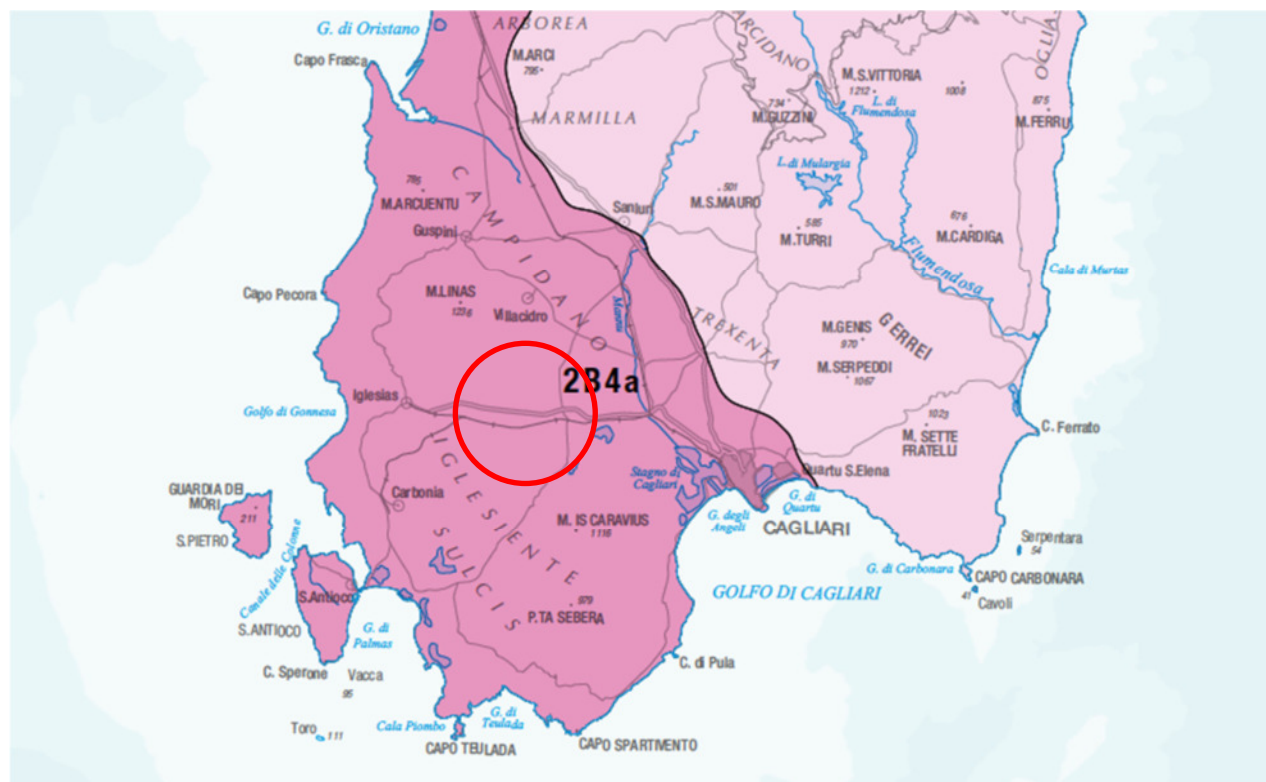 G. di Oristano
ARBOREA
ARCIDANO
OGLIA
Capo Frasca
M.ARCI
795
M.S.VITTORIA
1212
1008
L. di
Flumendosa
734
M.GUZZINI
875
M.FERRU
MARMILLA
L.di Mulargia
785
M.ARCUENTU
CAMPIDANO
501
M.S.MAURO
Sanluri
585
M.TURRI
676
M.CARDIGA
Guspini
Flumendosa
Cala di Murtas
Capo Pecora
M.LINAS
1236
Villacidro
TREXENTA
M.GENIS
970
GERREI
M.SERPEDDI
1067
2B4a
Iglesias
Golfo di Gonnesa
1023
M. SETTE
FRATELLI
C. Ferrato
IGLESIENTE
Stagno di
Cagliari
Quartu S.Elena
G. di
Quartu
GUARDIA DEI
MORI
211
S.PIETRO
Carbonia
SULCIS
M. IS CARAVIUS
1116
G. degli
Angeli
CAGLIARI
Serpentara
54
Canale delle Colonne
G. di Carbonara
CAPO CARBONARA
41
Cavoli
GOLFO DI CAGLIARI
S.Antioco
979
P.TA SEBERA
S.ANTIOCO
G. di
Palmas
C. Sperone
Vacca
95
C. di Pula
Toro
111
Cala Piombo
G. di
Teulada
CAPO TEULADA
CAPO SPARTIVENTO